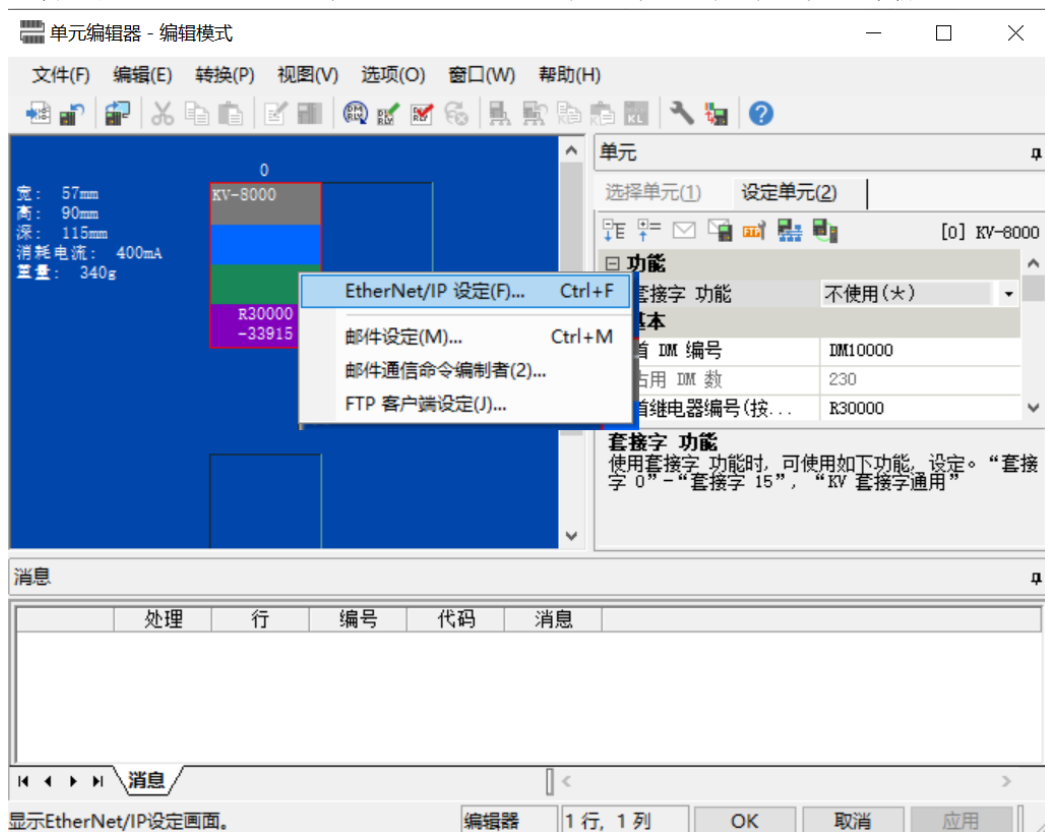 单元编辑器 - 编辑模式
文件(F) 编辑(E) 转换(P) 视图(V) 选项(O) 窗口(W) 帮助(H)
宽: 57mm
高: 90mm
深: 115mm
消耗电流: 400mA
重量: 340g
0
KV-8000
R30000
-33915
EtherNet/IP 设定(F)... Ctrl+F
邮件设定(M)... Ctrl+M
邮件通信命令编制者(2)...
FTP 客户端设定(J)...
单元
选择单元(1) 设定单元(2)
[0] KV-8000
功能
套接字 功能 不使用(*)
基本
首 DM 编号 DM10000
占用 DM 数 230
首继电器编号(按... R30000
套接字 功能
使用套接字 功能时, 可使用如下功能, 设定。“套接
字 0”-“套接字 15”, “KV 套接字通用”
消息
处理 行 编号 代码 消息
消息
显示EtherNet/IP设定画面。 编辑器 1 行, 1 列 OK 取消 应用